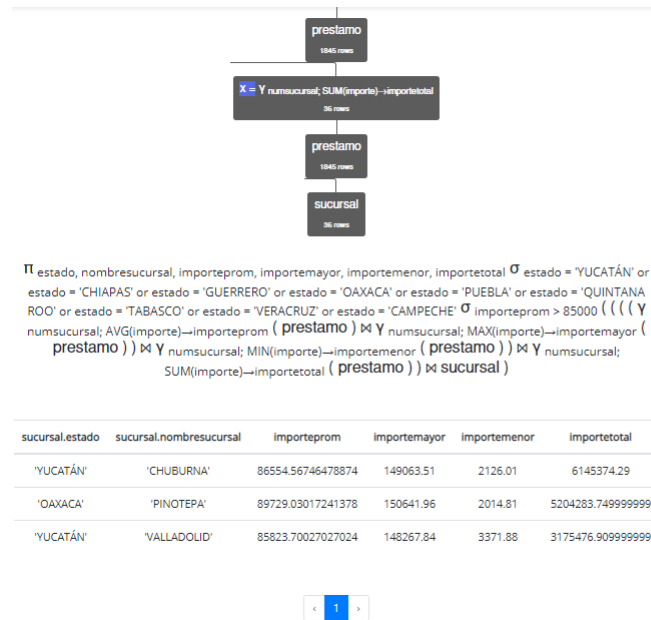 prestamo
1845 rows
X = γ numsucursal; SUM(importe)→importetotal
36 rows
prestamo
1845 rows
sucursal
36 rows
π estado, nombresucursal, importeprom, importemayor, importemenor, importetotal σ estado = 'YUCATÁN' or
estado = 'CHIAPAS' or estado = 'GUERRERO' or estado = 'OAXACA' or estado = 'PUEBLA' or estado = 'QUINTANA
ROO' or estado = 'TABASCO' or estado = 'VERACRUZ' or estado = 'CAMPECHE' σ importeprom > 85000 ( ( ( ( γ
numsucursal; AVG(importe)→importeprom ( prestamo ) ⋈ γ numsucursal; MAX(importe)→importemayor (
prestamo ) ) ⋈ γ numsucursal; MIN(importe)→importemenor ( prestamo ) ) ⋈ γ numsucursal;
SUM(importe)→importetotal ( prestamo ) ) ⋈ sucursal )
sucursal.estado sucursal.nombresucursal importeprom importemayor importemenor importetotal
'YUCATÁN' 'CHUBURNA' 86554.56746478874 149063.51 2126.01 6145374.29
'OAXACA' 'PINOTEPA' 89729.03017241378 150641.96 2014.81 5204283.749999999
'YUCATÁN' 'VALLADOLID' 85823.70027027024 148267.84 3371.88 3175476.909999999
‹ 1 ›